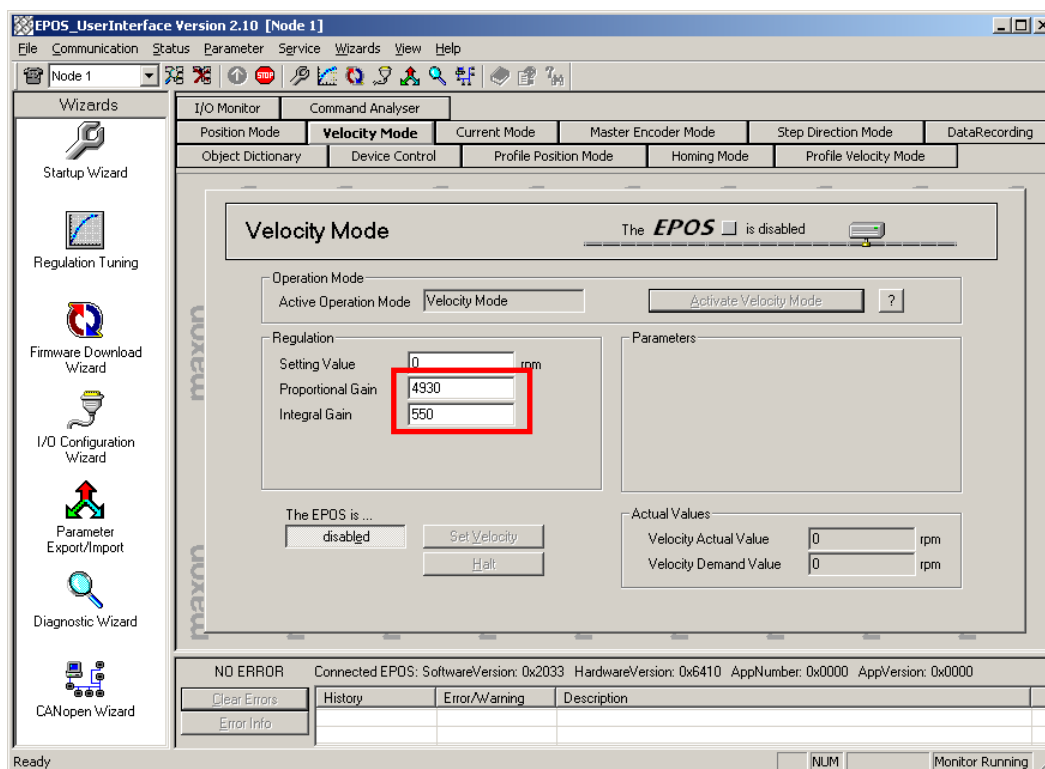 EPOS_UserInterface Version 2.10 [Node 1]
File Communication Status Parameter Service Wizards View Help
Node 1
Wizards
Startup Wizard
Regulation Tuning
Firmware Download
Wizard
I/O Configuration
Wizard
Parameter
Export/Import
Diagnostic Wizard
CANopen Wizard
I/O Monitor Command Analyser
Position Mode Velocity Mode Current Mode Master Encoder Mode Step Direction Mode DataRecording
Object Dictionary Device Control Profile Position Mode Homing Mode Profile Velocity Mode
Velocity Mode The EPOS is disabled
Operation Mode
Active Operation Mode Velocity Mode Activate Velocity Mode ?
maxon
Regulation
Setting Value 0 rpm
Proportional Gain 4930
Integral Gain 550
Parameters
The EPOS is ...
disabled Set Velocity
Halt
Actual Values
Velocity Actual Value 0 rpm
Velocity Demand Value 0 rpm
maxon
NO ERROR Connected EPOS: SoftwareVersion: 0x2033 HardwareVersion: 0x6410 AppNumber: 0x0000 AppVersion: 0x0000
Clear Errors History Error/Warning Description
Error Info
Ready NUM Monitor Running